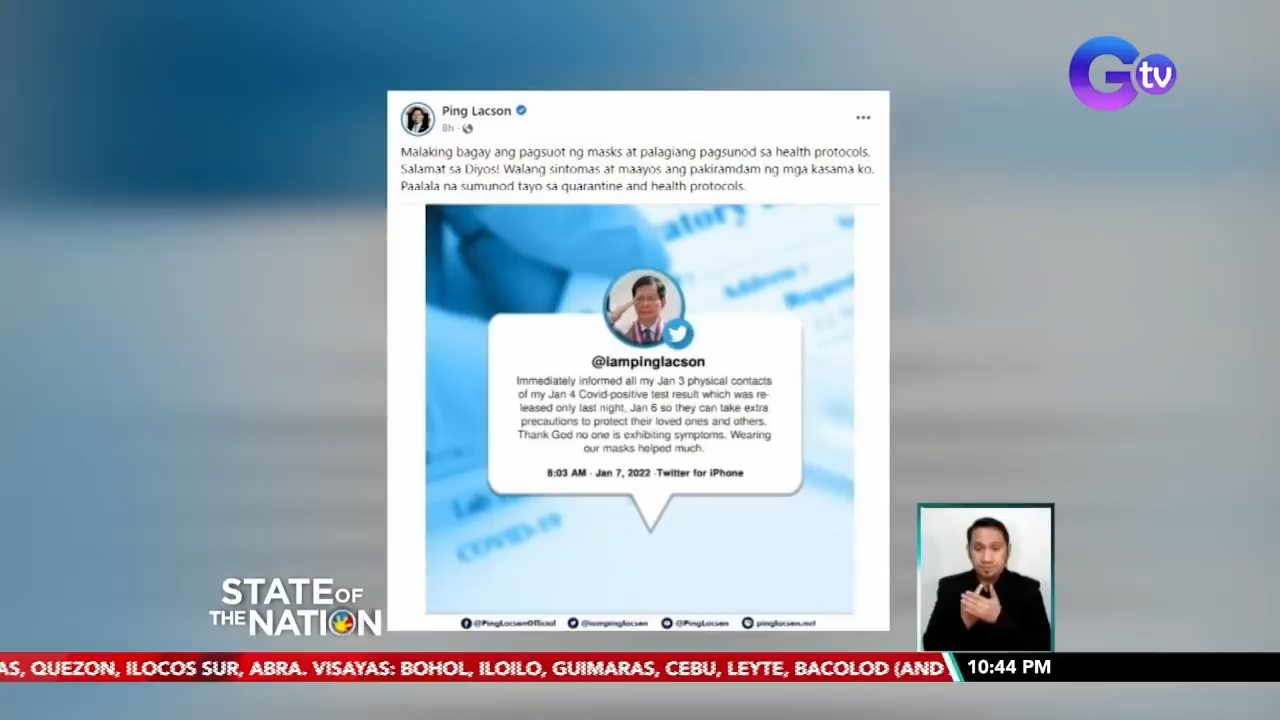 Gtv
Ping Lacson
8h ·
Malaking bagay ang pagsuot ng masks at palagiang pagsunod sa health protocols.
Salamat sa Diyos! Walang sintomas at maayos ang pakiramdam ng mga kasama ko.
Paalala na sumunod tayo sa quarantine and health protocols.
atory
Address :
@iampinglacson
Immediately informed all my Jan 3 physical contacts
of my Jan 4 Covid-positive test result which was re-
leased only last night, Jan 6 so they can take extra
precautions to protect their loved ones and others.
Thank God no one is exhibiting symptoms. Wearing
our masks helped much.
8:03 AM · Jan 7, 2022 ·Twitter for iPhone
Lab
COVID-19
@PingLacsonOfficial @iampinglacson @PingLacson pinglacson.net
STATE OF
THE NATION
AS, QUEZON, ILOCOS SUR, ABRA. VISAYAS: BOHOL, ILOILO, GUIMARAS, CEBU, LEYTE, BACOLOD (AND
10:44 PM